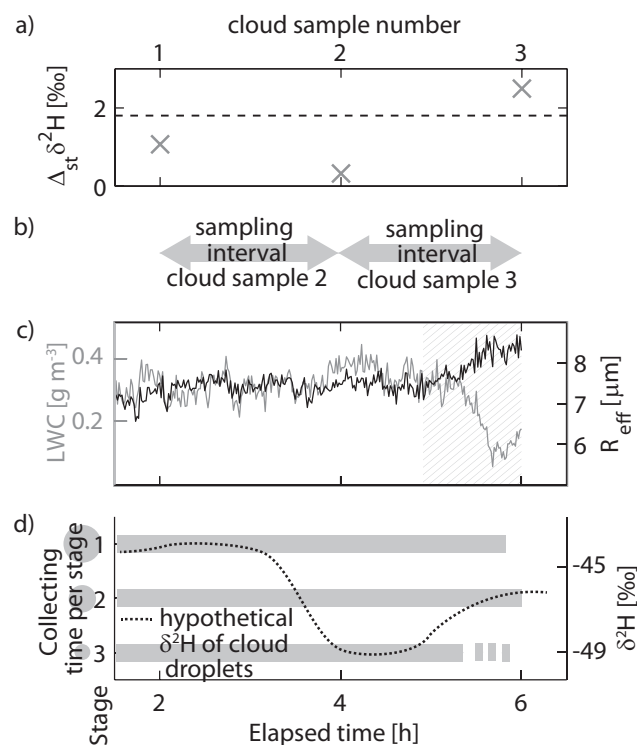 a)
cloud sample number
1 2 3
Δst δ²H [‰]
2
0
b)
sampling
interval
cloud sample 2
sampling
interval
cloud sample 3
c)
LWC [g m⁻³]
0.4
0.2
8
7
6
Reff [μm]
d)
Collecting
time per stage
1
2
3
Stage
hypothetical
δ²H of cloud
droplets
-45
-49
δ²H [‰]
2 4 6
Elapsed time [h]